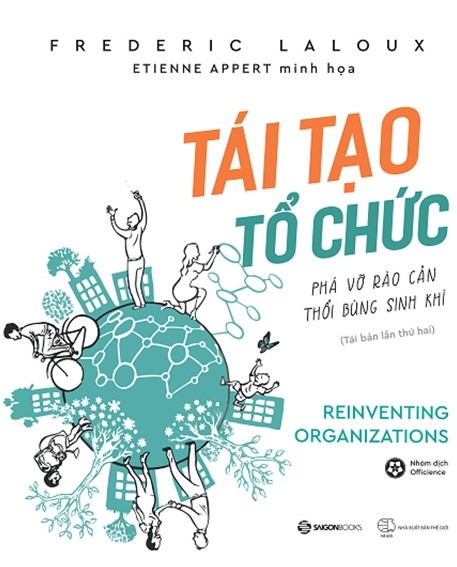 FREDERIC LALOUX
ETIENNE APPERT minh họa
TÁI TẠO
TỔ CHỨC
PHÁ VỠ RÀO CẢN
THỔI BÙNG SINH KHÍ
(Tái bản lần thứ hai)
REINVENTING
ORGANIZATIONS
Nhóm dịch
Officience
SAIGONBOOKS
NHÀ XUẤT BẢN THẾ GIỚI